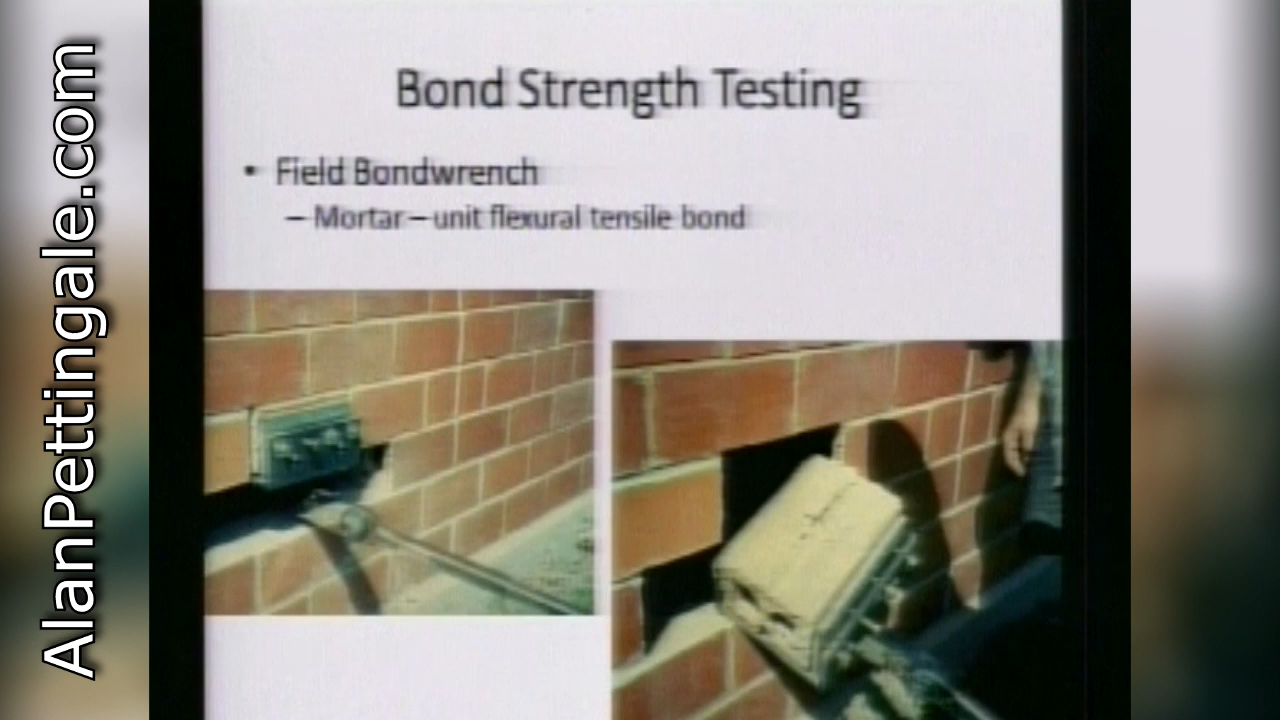 AlanPettingale.com
Bond Strength Testing
• Field Bondwrench
– Mortar – unit flexural tensile bond